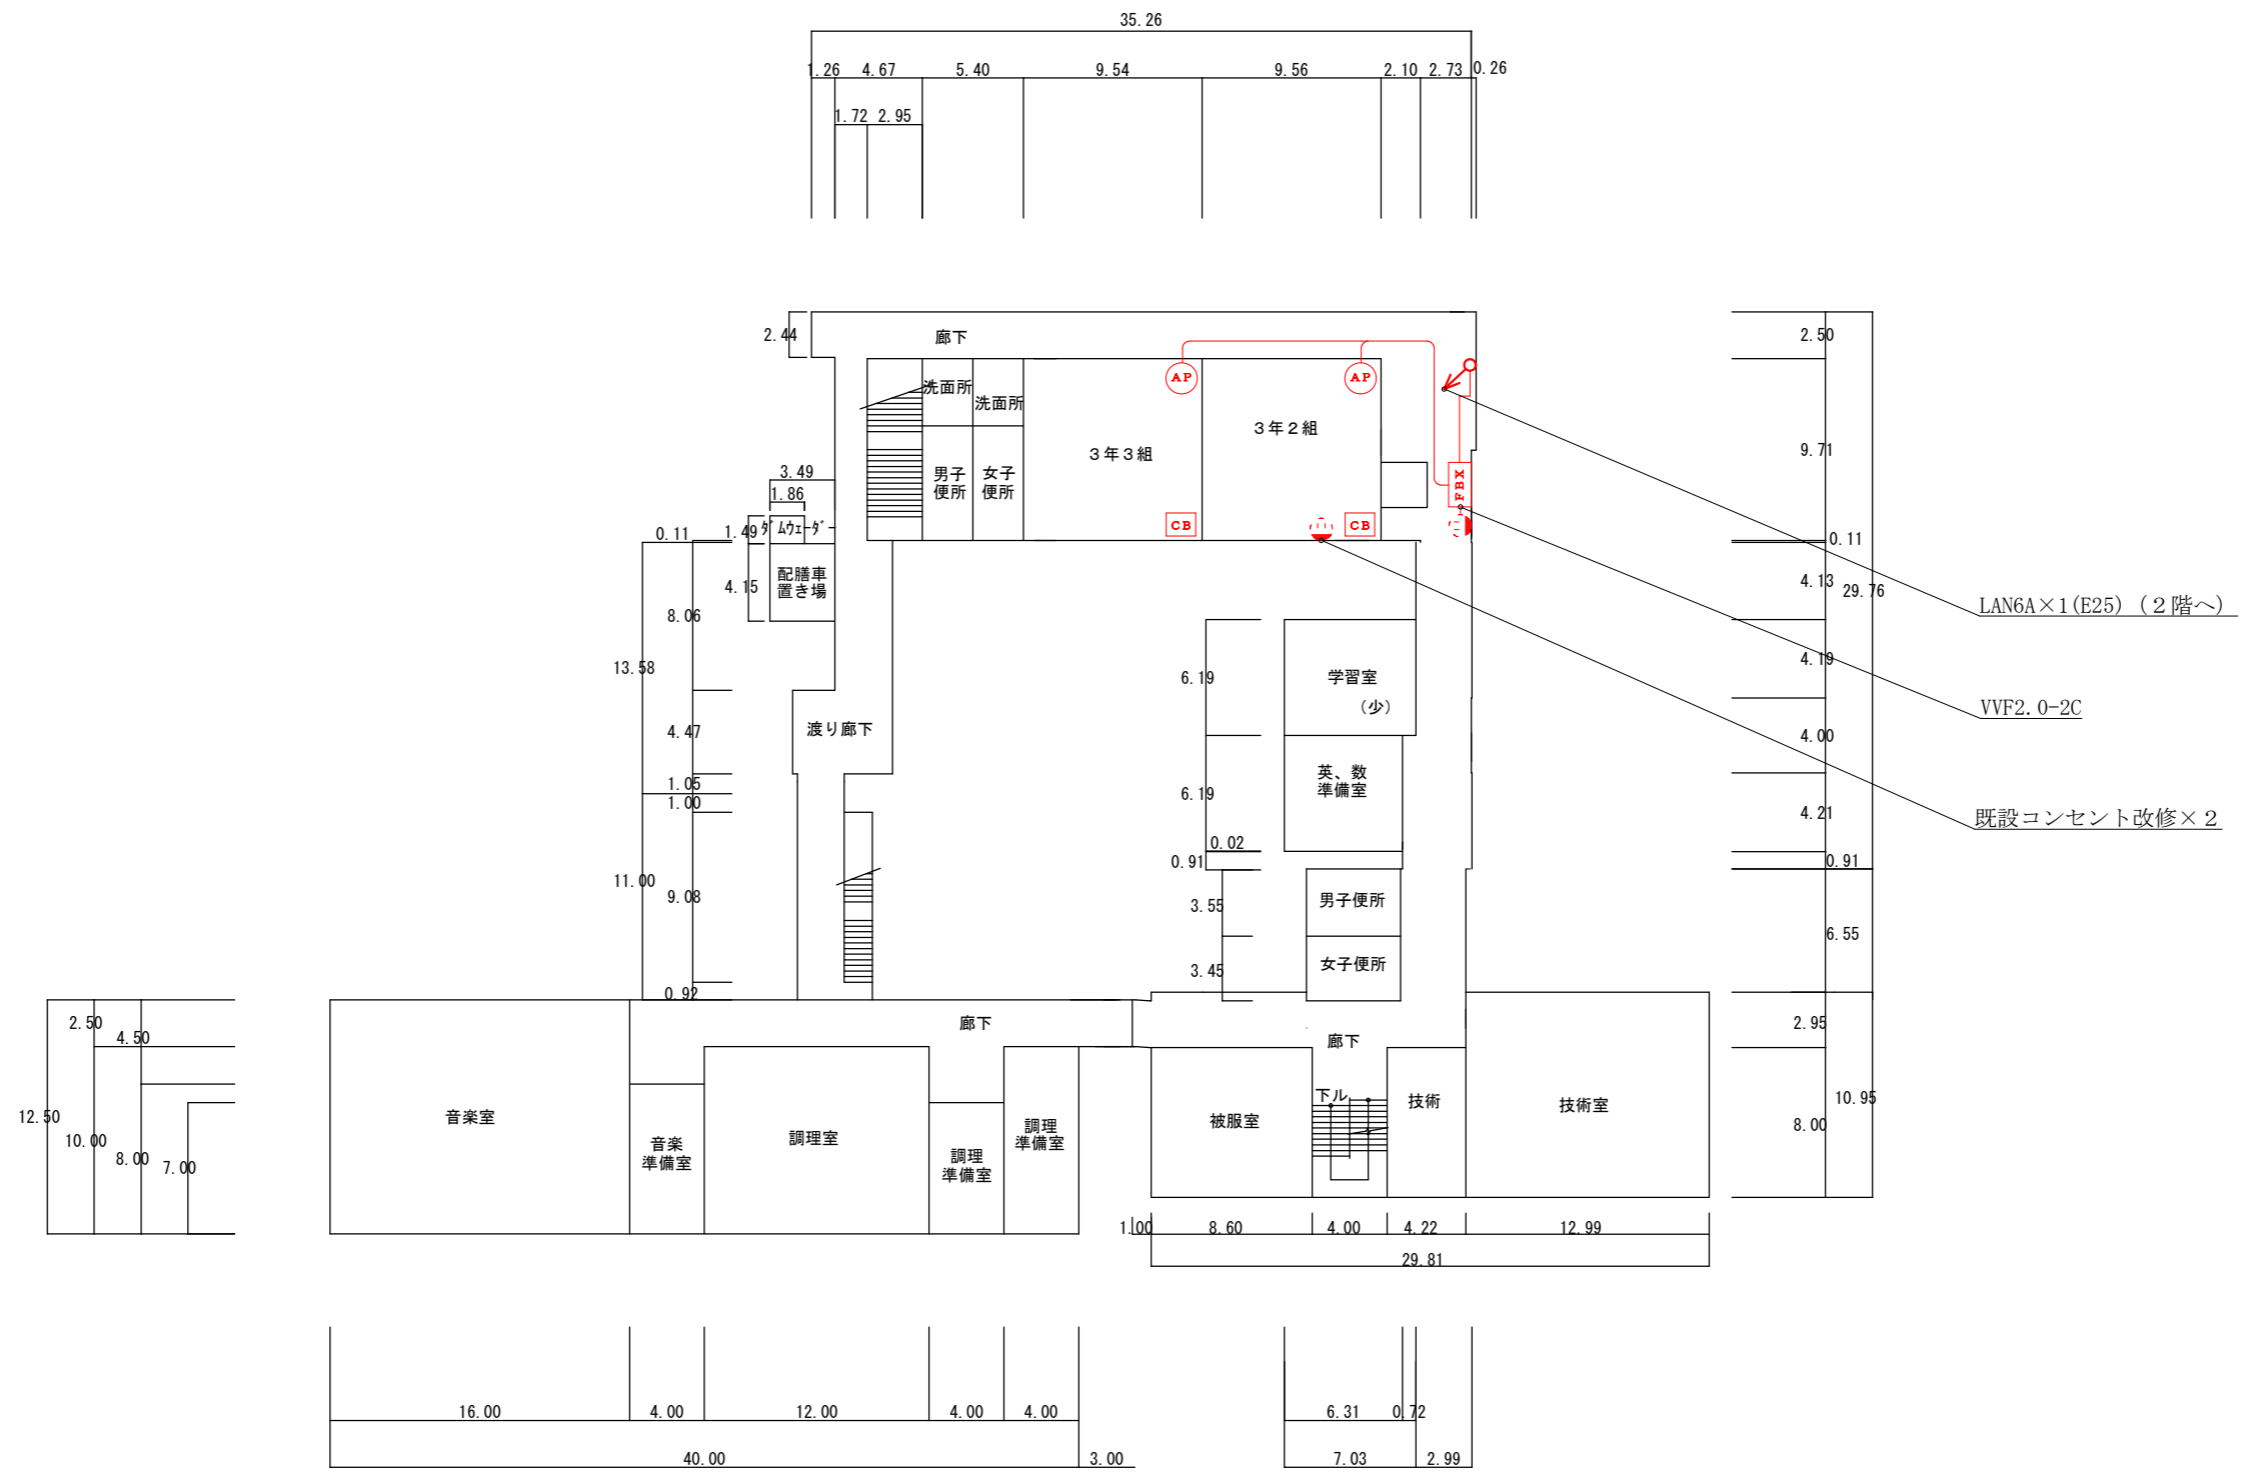 35.26
1.26 4.67 5.40 9.54 9.56 2.10 2.73 0.26
1.72 2.95
2.44
廊下
2.50
AP
AP
洗面所
洗面所
3年2組
3年3組
9.71
3.49
男子
便所
女子
便所
1.86
FBX
1.49
ダムウェーダー
CB
CB
0.11
0.11
配膳車
置き場
4.15
4.13
29.76
8.06
LAN6A×1(E25)（2階へ）
13.58
6.19
学習室
（少）
4.19
VVF2.0-2C
4.47
渡り廊下
4.00
1.05
1.00
6.19
英、数
準備室
4.21
既設コンセント改修×2
0.02
0.91
0.91
11.00
9.08
3.55
男子便所
6.55
3.45
女子便所
0.92
2.50
4.50
廊下
廊下
2.95
12.50
10.00
8.00
7.00
音楽室
音楽
準備室
調理室
調理
準備室
調理
準備室
被服室
下ル
技術
技術室
10.95
8.00
1.00 8.60 4.00 4.22 12.99
29.81
16.00 4.00 12.00 4.00 4.00 6.31 0.72
40.00 3.00 7.03 2.99